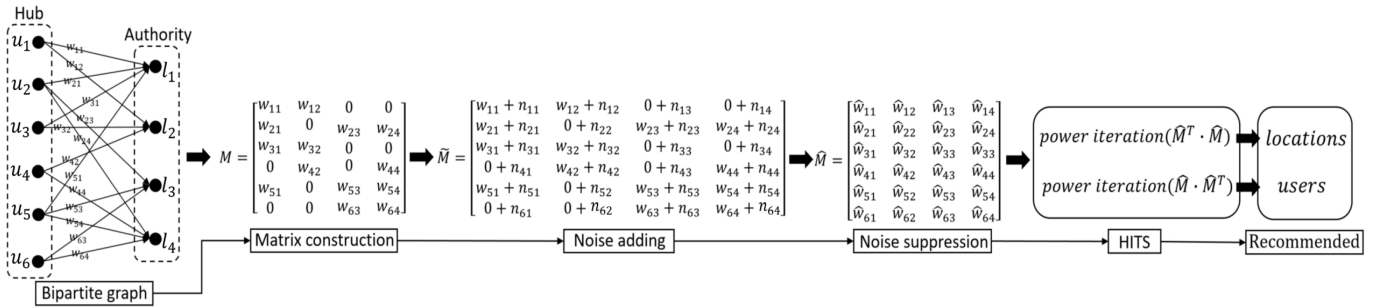 Hub
Authority
u₁
u₂
u₃
u₄
u₅
u₆
w₁₁
w₁₂
w₂₁
w₃₁
w₂₃
w₃₂
w₂₄
w₄₂
w₅₁
w₄₄
w₅₃
w₅₄
w₆₃
w₆₄
l₁
l₂
l₃
l₄
M =
w₁₁ w₁₂ 0 0
w₂₁ 0 w₂₃ w₂₄
w₃₁ w₃₂ 0 0
0 w₄₂ 0 w₄₄
w₅₁ 0 w₅₃ w₅₄
0 0 w₆₃ w₆₄
M̃ =
w₁₁ + n₁₁ w₁₂ + n₁₂ 0 + n₁₃ 0 + n₁₄
w₂₁ + n₂₁ 0 + n₂₂ w₂₃ + n₂₃ w₂₄ + n₂₄
w₃₁ + n₃₁ w₃₂ + n₃₂ 0 + n₃₃ 0 + n₃₄
0 + n₄₁ w₄₂ + n₄₂ 0 + n₄₃ w₄₄ + n₄₄
w₅₁ + n₅₁ 0 + n₅₂ w₅₃ + n₅₃ w₅₄ + n₅₄
0 + n₆₁ 0 + n₆₂ w₆₃ + n₆₃ w₆₄ + n₆₄
M̂ =
ŵ₁₁ ŵ₁₂ ŵ₁₃ ŵ₁₄
ŵ₂₁ ŵ₂₂ ŵ₂₃ ŵ₂₄
ŵ₃₁ ŵ₃₂ ŵ₃₃ ŵ₃₃
ŵ₄₁ ŵ₄₂ ŵ₄₃ ŵ₄₄
ŵ₅₁ ŵ₅₂ ŵ₅₃ ŵ₅₄
ŵ₆₁ ŵ₆₂ ŵ₆₃ ŵ₆₄
power iteration(M̂ᵀ · M̂)
locations
power iteration(M̂ · M̂ᵀ)
users
Bipartite graph
Matrix construction
Noise adding
Noise suppression
HITS
Recommended